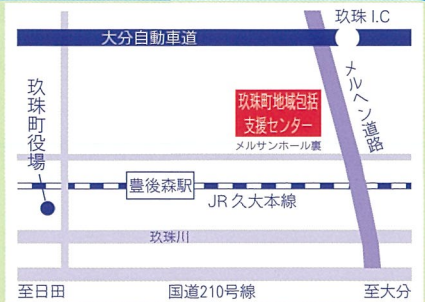 玖珠 I.C
大分自動車道
メルヘン道路
玖珠町地域包括
支援センター
メルサンホール裏
玖珠町役場
豊後森駅
JR 久大本線
玖珠川
至日田
国道210号線
至大分